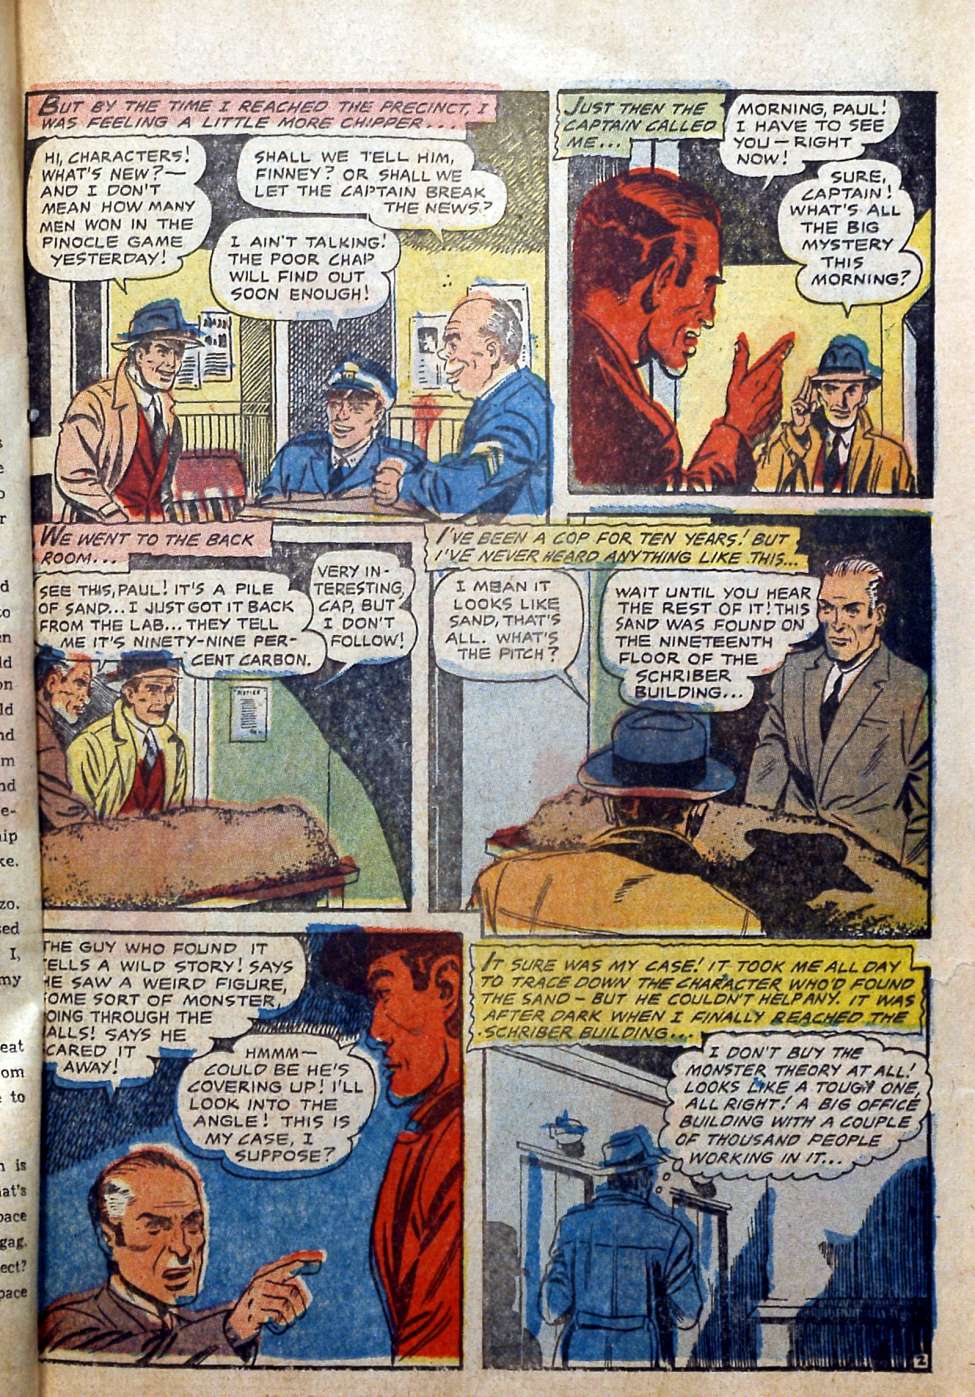 BUT BY THE TIME I REACHED THE PRECINCT, I
WAS FEELING A LITTLE MORE CHIPPER....
HI, CHARACTERS!
WHAT'S NEW?—
AND I DON'T
MEAN HOW MANY
MEN WON IN THE
PINOCLE GAME
YESTERDAY!
SHALL WE TELL HIM,
FINNEY? OR SHALL WE
LET THE CAPTAIN BREAK
THE NEWS?
I AIN'T TALKING!
THE POOR CHAP
WILL FIND OUT
SOON ENOUGH!
JUST THEN THE
CAPTAIN CALLED
ME...
MORNING, PAUL!
I HAVE TO SEE
YOU—RIGHT
NOW!
SURE,
CAPTAIN!
WHAT'S ALL
THE BIG
MYSTERY
THIS
MORNING?
WE WENT TO THE BACK
ROOM...
SEE THIS, PAUL! IT'S A PILE
OF SAND... I JUST GOT IT BACK
FROM THE LAB... THEY TELL
ME IT'S NINETY-NINE PER-
CENT CARBON.
VERY IN-
TERESTING,
CAP, BUT
I DON'T
FOLLOW!
NOTICE
I'VE BEEN A COP FOR TEN YEARS! BUT
I'VE NEVER HEARD ANYTHING LIKE THIS...
I MEAN IT
LOOKS LIKE
SAND, THAT'S
ALL. WHAT'S
THE PITCH?
WAIT UNTIL YOU HEAR
THE REST OF IT! THIS
SAND WAS FOUND ON
THE NINETEENTH
FLOOR OF THE
SCHRIBER
BUILDING...
THE GUY WHO FOUND IT
TELLS A WILD STORY! SAYS
HE SAW A WEIRD FIGURE,
SOME SORT OF MONSTER,
OING THROUGH THE
ALLS! SAYS HE
CARED IT
AWAY!
HMMM—
COULD BE HE'S
COVERING UP! I'LL
LOOK INTO THE
ANGLE! THIS IS
MY CASE, I
SUPPOSE?
IT SURE WAS MY CASE! IT TOOK ME ALL DAY
TO TRACE DOWN THE CHARACTER WHO'D FOUND
THE SAND—BUT HE COULDN'T HELP ANY. IT WAS
AFTER DARK WHEN I FINALLY REACHED THE
SCHRIBER BUILDING...
I DON'T BUY THE
MONSTER THEORY AT ALL!
LOOKS LIKE A TOUGH ONE,
ALL RIGHT! A BIG OFFICE
BUILDING WITH A COUPLE
OF THOUSAND PEOPLE
WORKING IN IT...
2